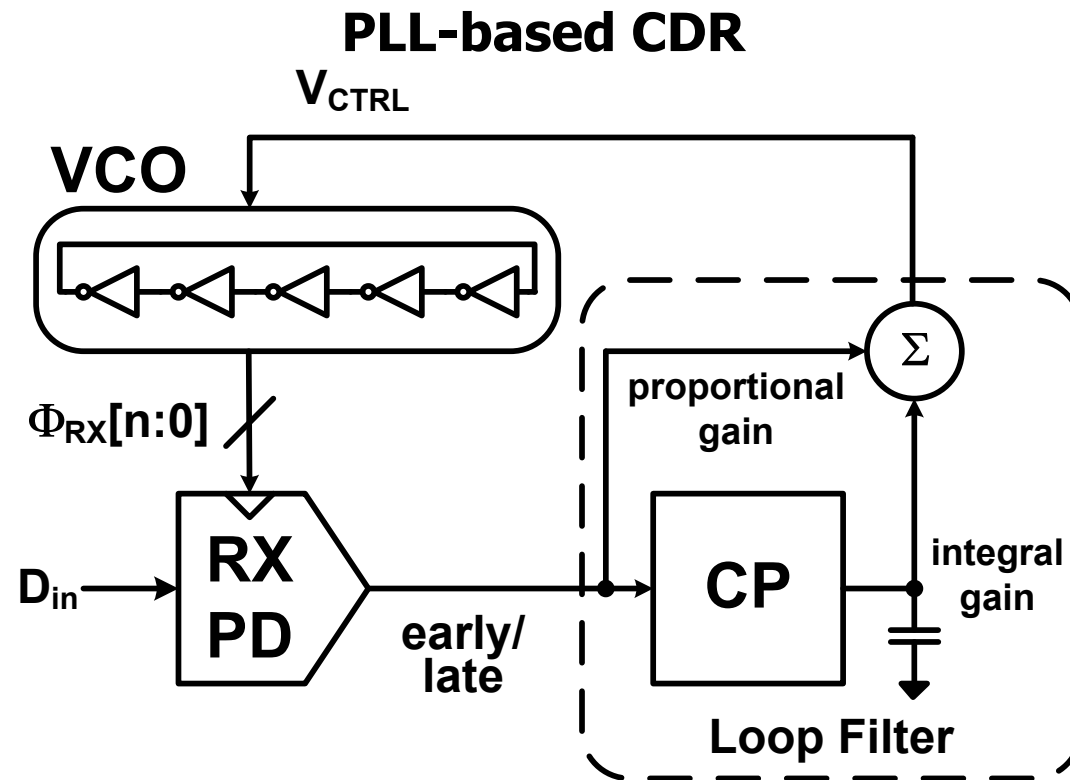 PLL-based CDR
VCTRL
VCO
Σ
proportional
gain
ΦRX[n:0]
RX
PD
Din
early/
late
CP
integral
gain
Loop Filter